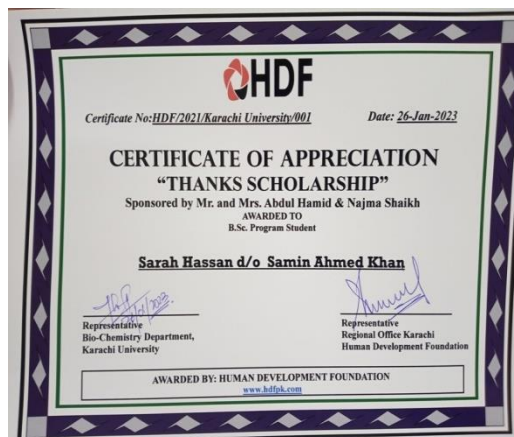 HDF
Certificate No:HDF/2021/Karachi University/001 Date: 26-Jan-2023
CERTIFICATE OF APPRECIATION
“THANKS SCHOLARSHIP”
Sponsored by Mr. and Mrs. Abdul Hamid & Najma Shaikh
AWARDED TO
B.Sc. Program Student
Sarah Hassan d/o Samin Ahmed Khan
Representative
Bio-Chemistry Department,
Karachi University
Representative
Regional Office Karachi
Human Development Foundation
AWARDED BY: HUMAN DEVELOPMENT FOUNDATION
www.hdfpk.com